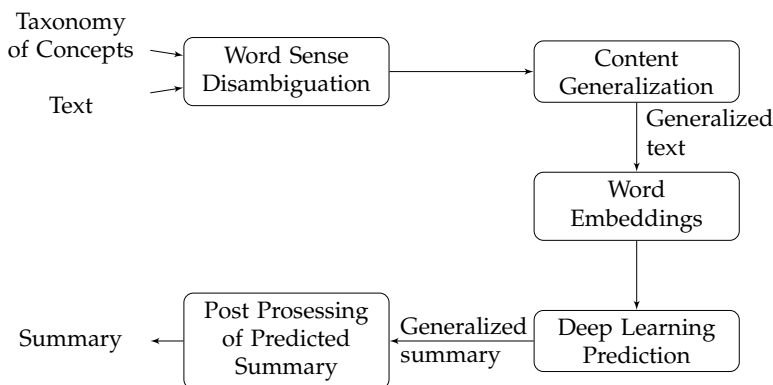 Taxonomy
of Concepts
Text
Word Sense
Disambiguation
Content
Generalization
Generalized
text
Word
Embeddings
Deep Learning
Prediction
Generalized
summary
Post Prosessing
of Predicted
Summary
Summary